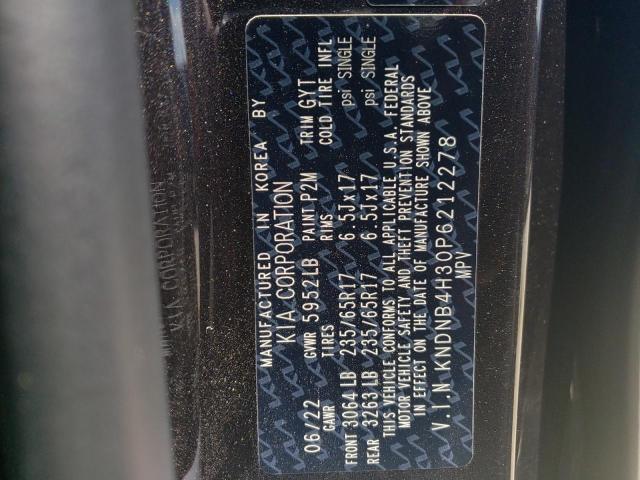 MANUFACTURED IN KOREA BY
KIA CORPORATION
06/22 GVWR 5952LB PAINT P2M TRIM GYT
GAWR TIRES RIMS COLD TIRE INFL
FRONT 3064LB 235/65R17 6.5Jx17 psi SINGLE
REAR 3263LB 235/65R17 6.5Jx17 psi SINGLE
THIS VEHICLE CONFORMS TO ALL APPLICABLE U.S.A. FEDERAL
MOTOR VEHICLE SAFETY AND THEFT PREVENTION STANDARDS
IN EFFECT ON THE DATE OF MANUFACTURE SHOWN ABOVE
V.I.N. KNDNB4H30P6212278
MPV
KIA CORPORATION